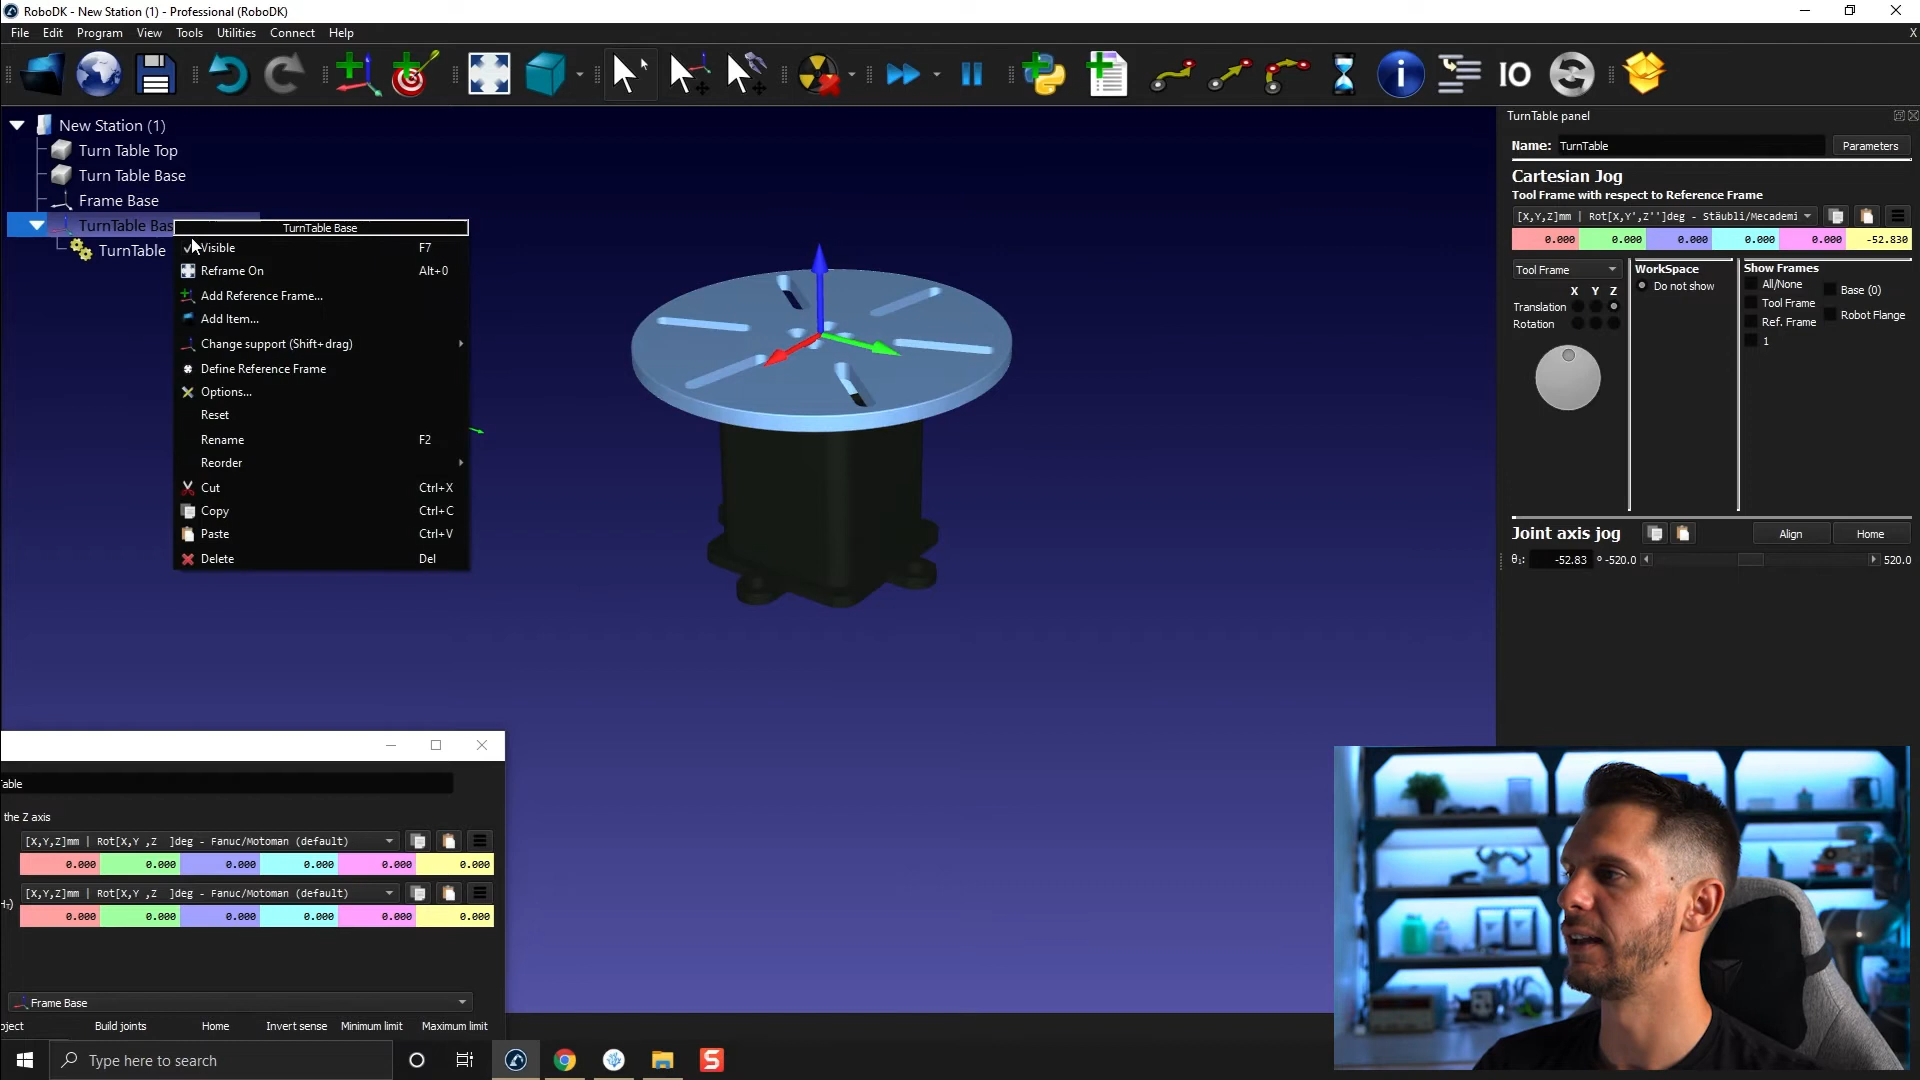 RoboDK - New Station (1) - Professional (RoboDK)
File Edit Program View Tools Utilities Connect Help X
IO
New Station (1)
Turn Table Top
Turn Table Base
Frame Base
TurnTable Bas
TurnTable
TurnTable Base
Visible F7
Reframe On Alt+0
Add Reference Frame...
Add Item...
Change support (Shift+drag)
Define Reference Frame
Options...
Reset
Rename F2
Reorder
Cut Ctrl+X
Copy Ctrl+C
Paste Ctrl+V
Delete Del
TurnTable panel
Name: TurnTable Parameters
Cartesian Jog
Tool Frame with respect to Reference Frame
[X,Y,Z]mm | Rot[X,Y',Z'']deg - Stäubli/Mecademi
0.000 0.000 0.000 0.000 0.000 -52.830
Tool Frame WorkSpace Show Frames
X Y Z Do not show All/None Base (0)
Translation Tool Frame
Rotation Ref. Frame Robot Flange
1
Joint axis jog Align Home
θ₁: -52.83 º -520.0 520.0
Table
the Z axis
[X,Y,Z]mm | Rot[X,Y ,Z ]deg - Fanuc/Motoman (default)
0.000 0.000 0.000 0.000 0.000 0.000
[X,Y,Z]mm | Rot[X,Y ,Z ]deg - Fanuc/Motoman (default)
0.000 0.000 0.000 0.000 0.000 0.000
Frame Base
oject Build joints Home Invert sense Minimum limit Maximum limit
Type here to search
S